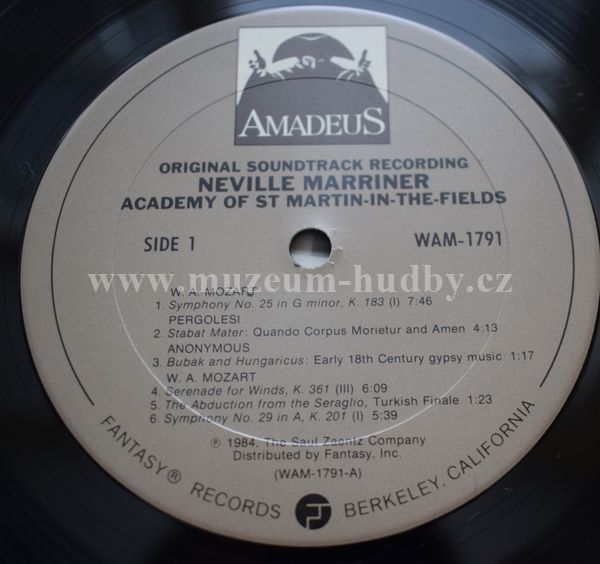 AMADEUS
ORIGINAL SOUNDTRACK RECORDING
NEVILLE MARRINER
ACADEMY OF ST MARTIN-IN-THE-FIELDS
SIDE 1 WAM-1791
www.muzeum-hudby.cz
W. A. MOZART
1. Symphony No. 25 in G minor, K. 183 (I) 7:46
PERGOLESI
2. Stabat Mater: Quando Corpus Morietur and Amen 4:13
ANONYMOUS
3. Bubak and Hungaricus: Early 18th Century gypsy music 1:17
W. A. MOZART
4. Serenade for Winds, K. 361 (III) 6:09
5. The Abduction from the Seraglio, Turkish Finale 1:23
6. Symphony No. 29 in A, K. 201 (I) 5:39
℗ 1984, The Saul Zaentz Company
Distributed by Fantasy, Inc.
(WAM-1791-A)
FANTASY® RECORDS BERKELEY, CALIFORNIA